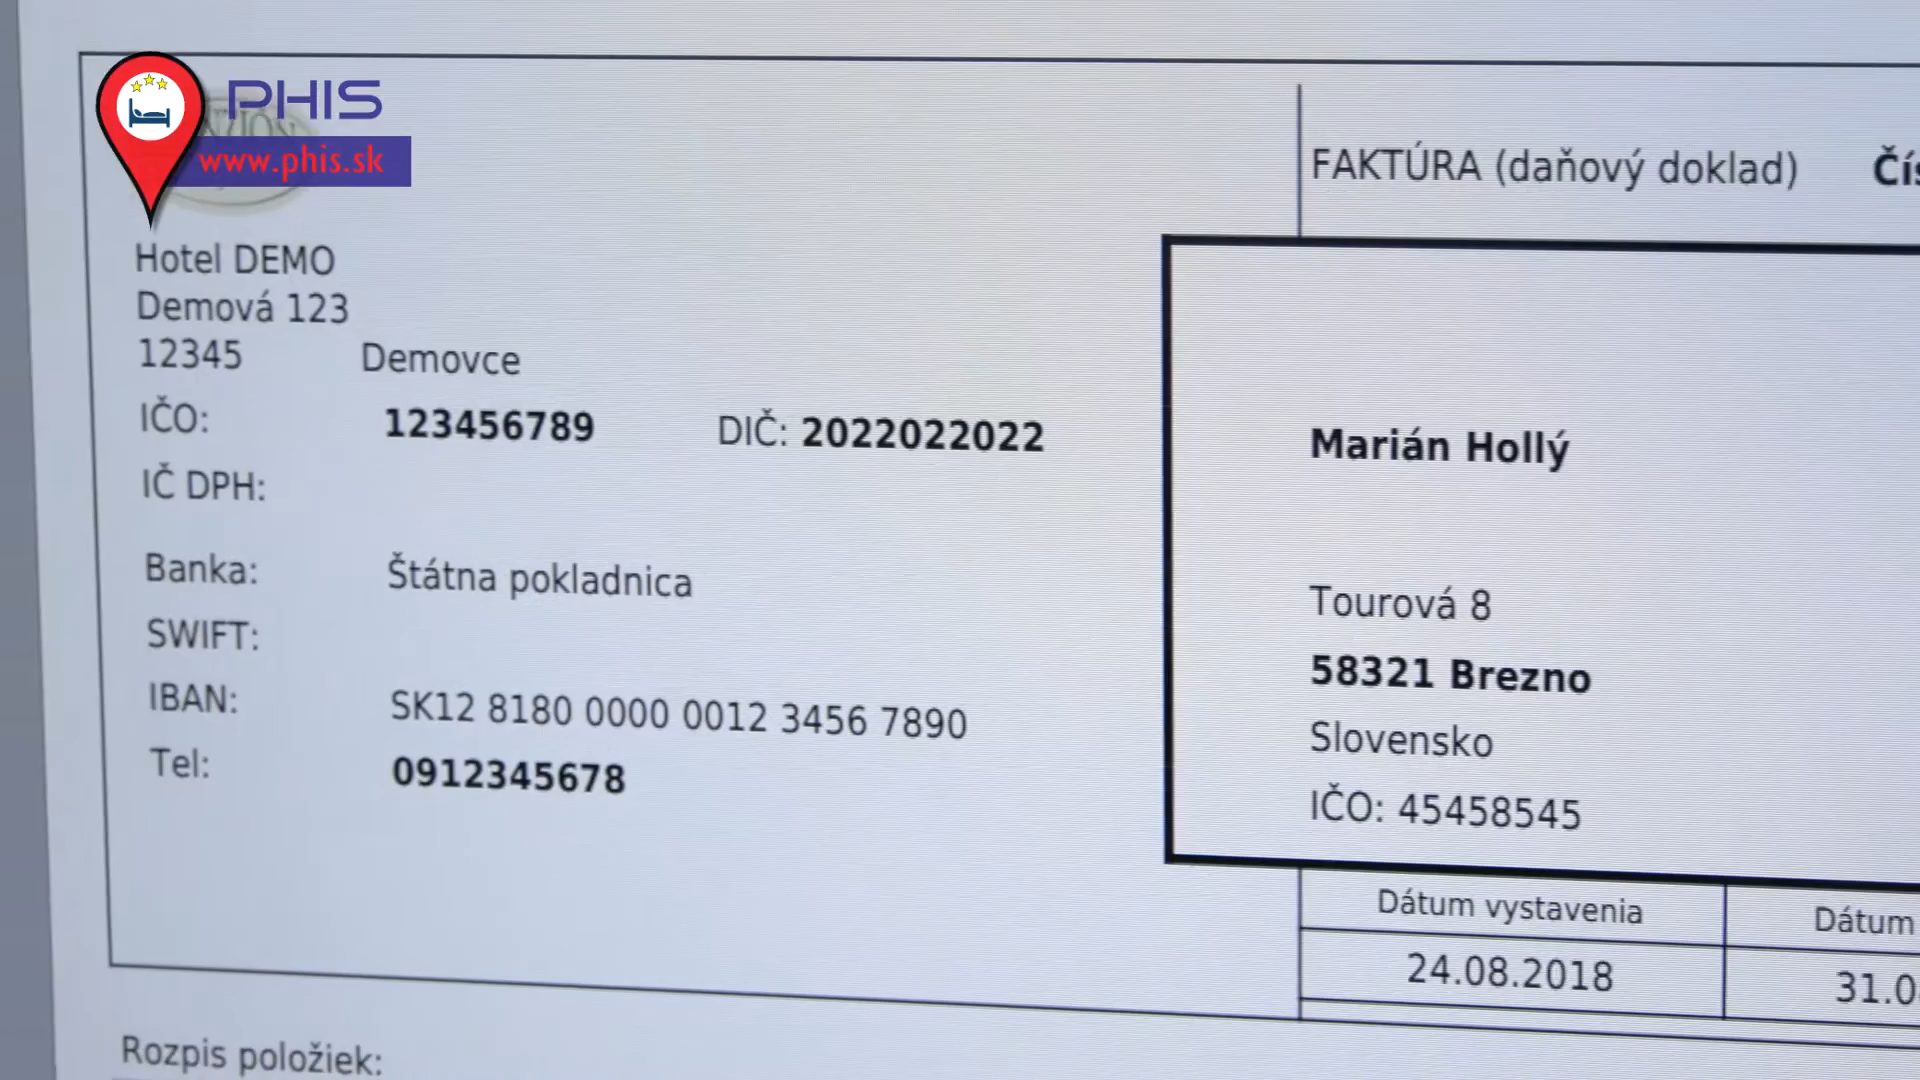 PHIS
www.phis.sk
FAKTÚRA (daňový doklad)
Hotel DEMO
Demová 123
12345 Demovce
IČO: 123456789 DIČ: 2022022022
IČ DPH:
Banka: Štátna pokladnica
SWIFT:
IBAN: SK12 8180 0000 0012 3456 7890
Tel: 0912345678
Marián Hollý
Tourová 8
58321 Brezno
Slovensko
IČO: 45458545
Dátum vystavenia Dátum
24.08.2018 31.0
Rozpis položiek: